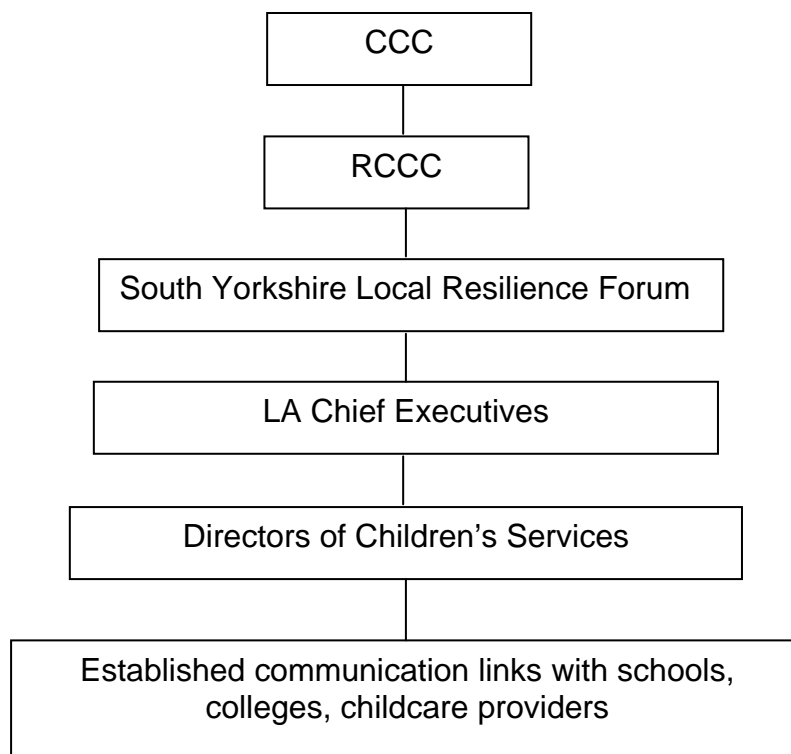 CCC
RCCC
South Yorkshire Local Resilience Forum
LA Chief Executives
Directors of Children’s Services
Established communication links with schools,
colleges, childcare providers